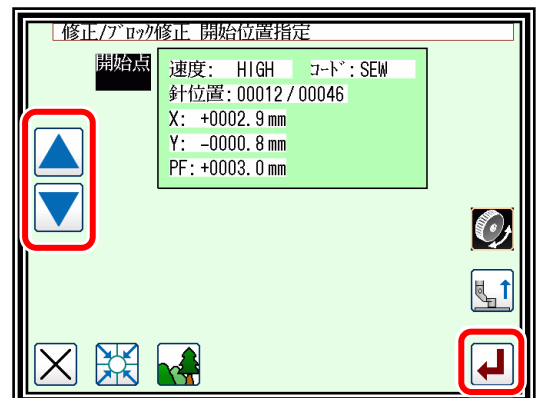 修正/ﾌﾞﾛｯｸ修正 開始位置指定
開始点
速度: HIGH ｺｰﾄﾞ:SEW
針位置:00012/00046
X: +0002.9mm
Y: -0000.8mm
PF:+0003.0mm